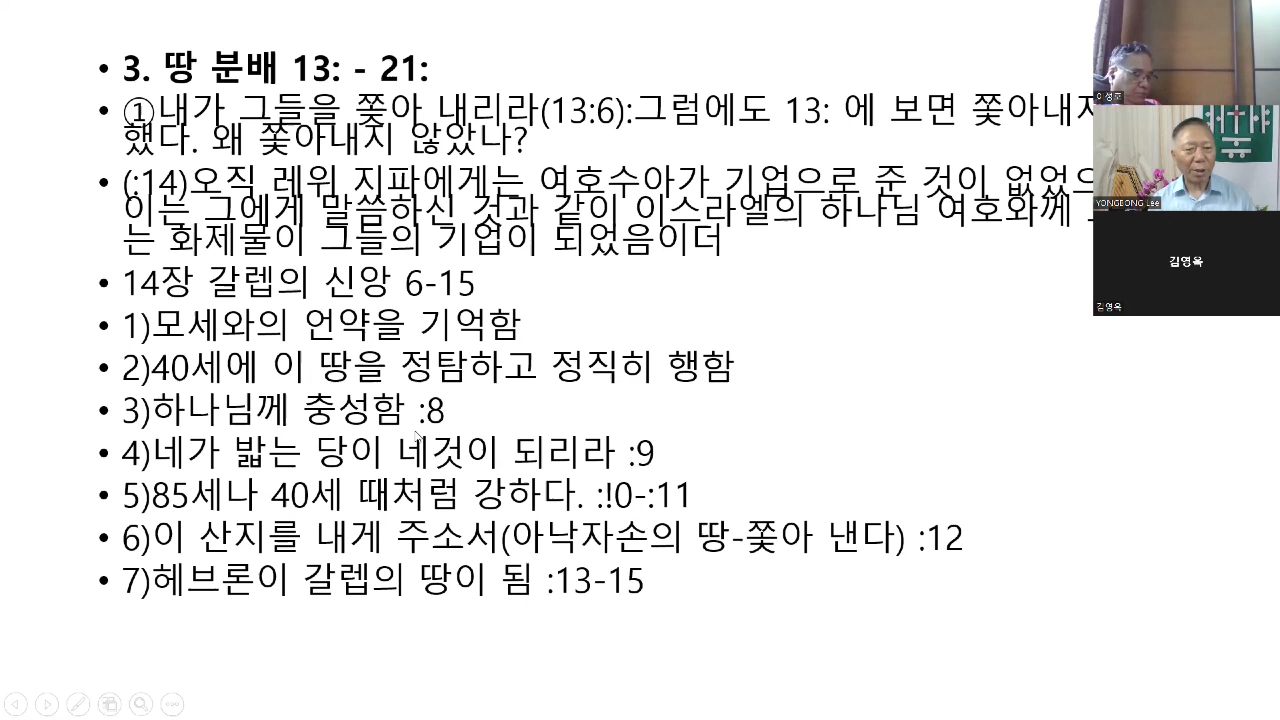 • 3. 땅 분배 13: - 21:
• ①내가 그들을 쫓아 내리라(13:6):그럼에도 13: 에 보면 쫓아내지
했다. 왜 쫓아내지 않았나?
• (:14)오직 레위 지파에게는 여호수아가 기업으로 준 것이 없었으
이는 그에게 말씀하신 것과 같이 이스라엘의 하나님 여호와께
는 화제물이 그들의 기업이 되었음이더
• 14장 갈렙의 신앙 6-15
• 1)모세와의 언약을 기억함
• 2)40세에 이 땅을 정탐하고 정직히 행함
• 3)하나님께 충성함 :8
• 4)네가 밟는 당이 네것이 되리라 :9
• 5)85세나 40세 때처럼 강하다. :!0-:11
• 6)이 산지를 내게 주소서(아낙자손의 땅-쫓아 낸다) :12
• 7)헤브론이 갈렙의 땅이 됨 :13-15
YONGBONG Lee
김영옥
김영옥